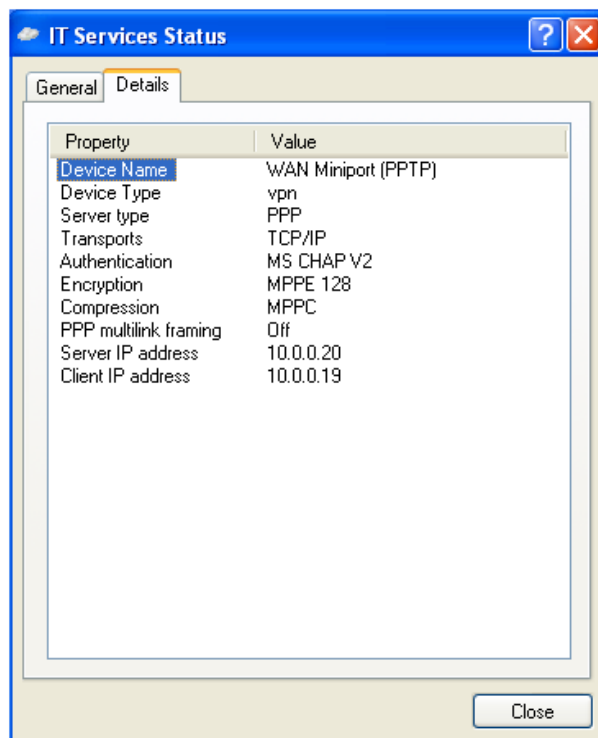 IT Services Status
General Details
Property Value
Device Name WAN Miniport (PPTP)
Device Type vpn
Server type PPP
Transports TCP/IP
Authentication MS CHAP V2
Encryption MPPE 128
Compression MPPC
PPP multilink framing Off
Server IP address 10.0.0.20
Client IP address 10.0.0.19
Close